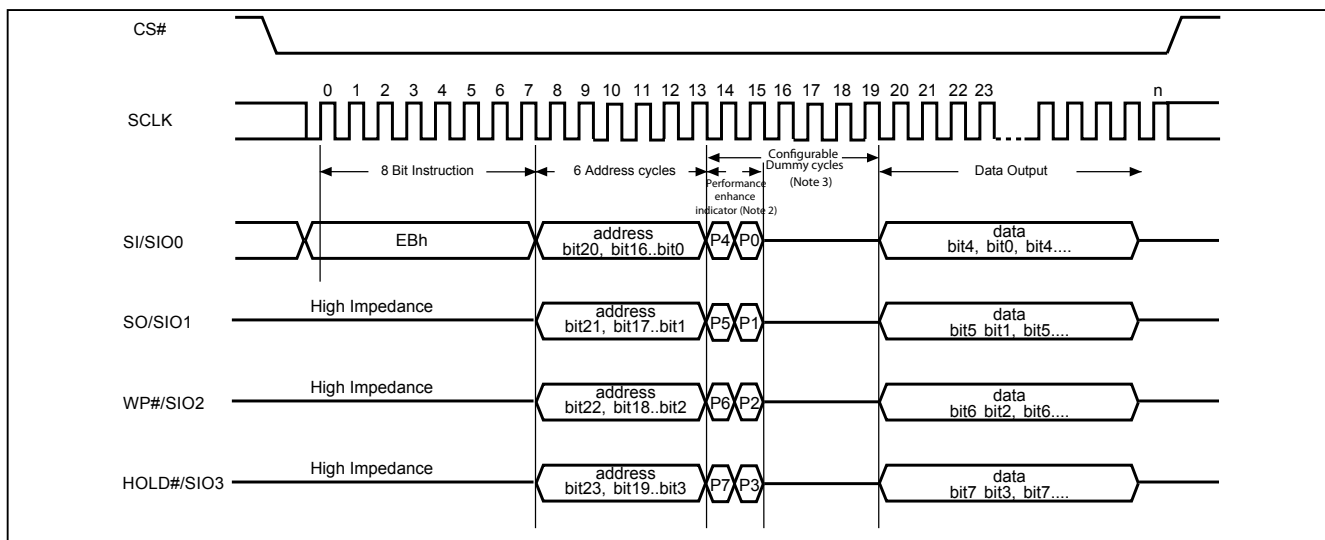 CS#
0 1 2 3 4 5 6 7 8 9 10 11 12 13 14 15 16 17 18 19 20 21 22 23 n
SCLK
8 Bit Instruction
6 Address cycles
Configurable
Dummy cycles
(Note 3)
Performance
enhance
indicator (Note 2)
Data Output
SI/SIO0
EBh
address
bit20, bit16..bit0
P4 P0
data
bit4, bit0, bit4....
SO/SIO1
High Impedance
address
bit21, bit17..bit1
P5 P1
data
bit5 bit1, bit5....
WP#/SIO2
High Impedance
address
bit22, bit18..bit2
P6 P2
data
bit6 bit2, bit6....
HOLD#/SIO3
High Impedance
address
bit23, bit19..bit3
P7 P3
data
bit7 bit3, bit7....